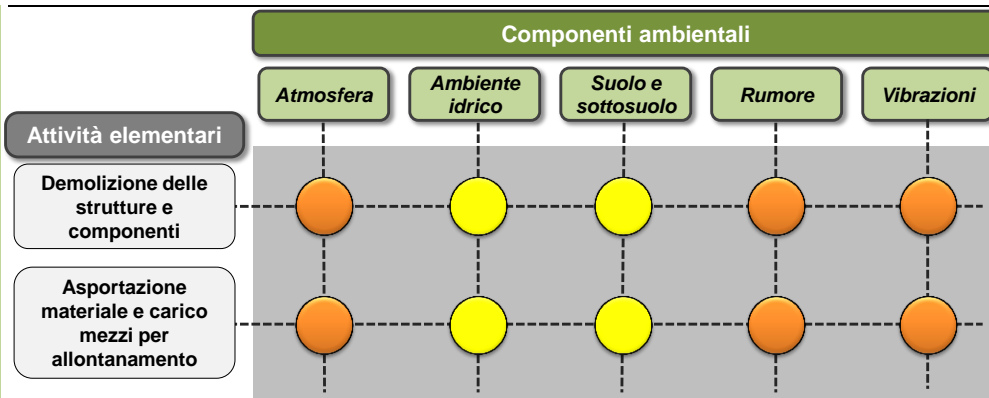 Componenti ambientali
Atmosfera
Ambiente
idrico
Suolo e
sottosuolo
Rumore
Vibrazioni
Attività elementari
Demolizione delle
strutture e
componenti
Asportazione
materiale e carico
mezzi per
allontanamento